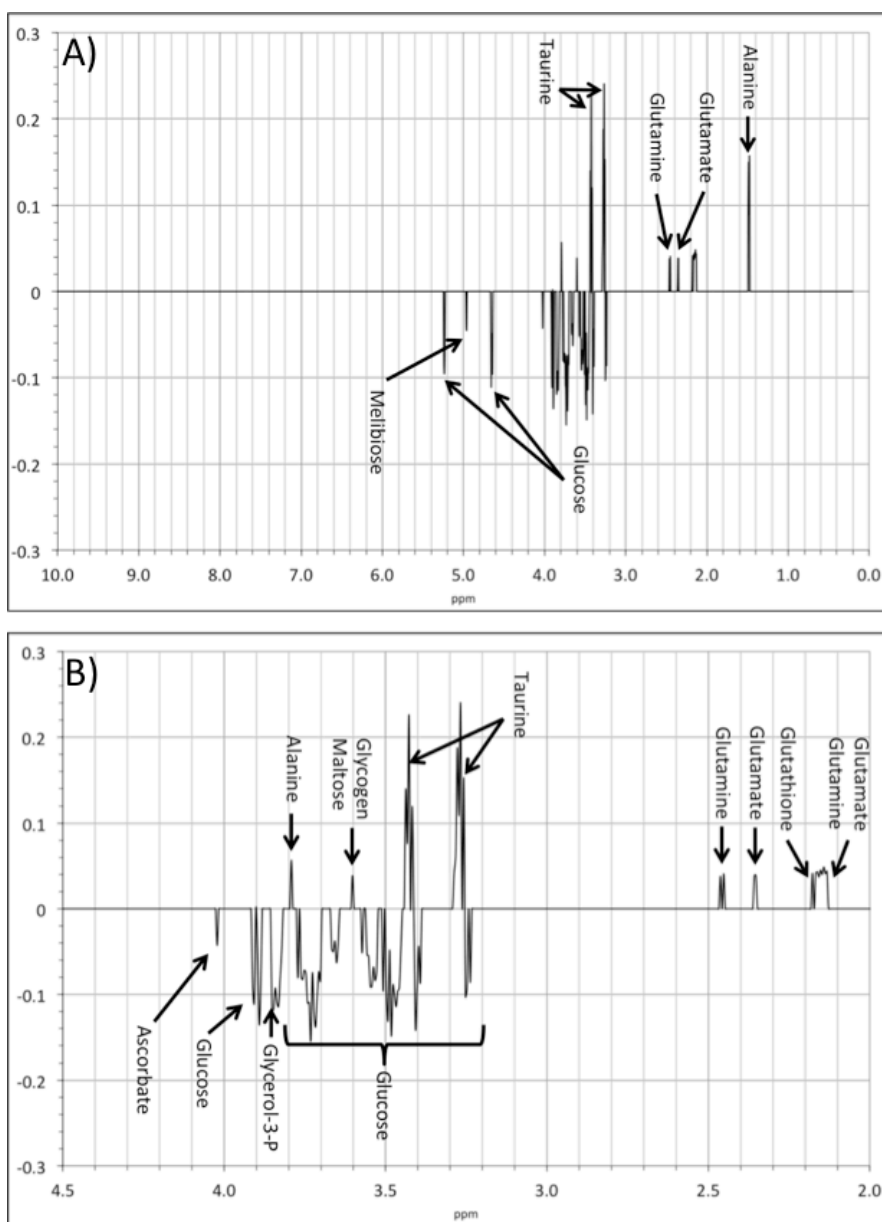 A)
0.3
0.2
0.1
0
-0.1
-0.2
-0.3
Taurine
Glutamine
Glutamate
Alanine
Melibiose
Glucose
10.0 9.0 8.0 7.0 6.0 5.0 4.0 3.0 2.0 1.0 0.0
ppm
B)
0.3
0.2
0.1
0
-0.1
-0.2
-0.3
Alanine
Glycogen
Maltose
Taurine
Glutamine
Glutamate
Glutathione
Glutamine
Glutamate
Ascorbate
Glucose
Glycerol-3-P
Glucose
4.5 4.0 3.5 3.0 2.5 2.0
ppm